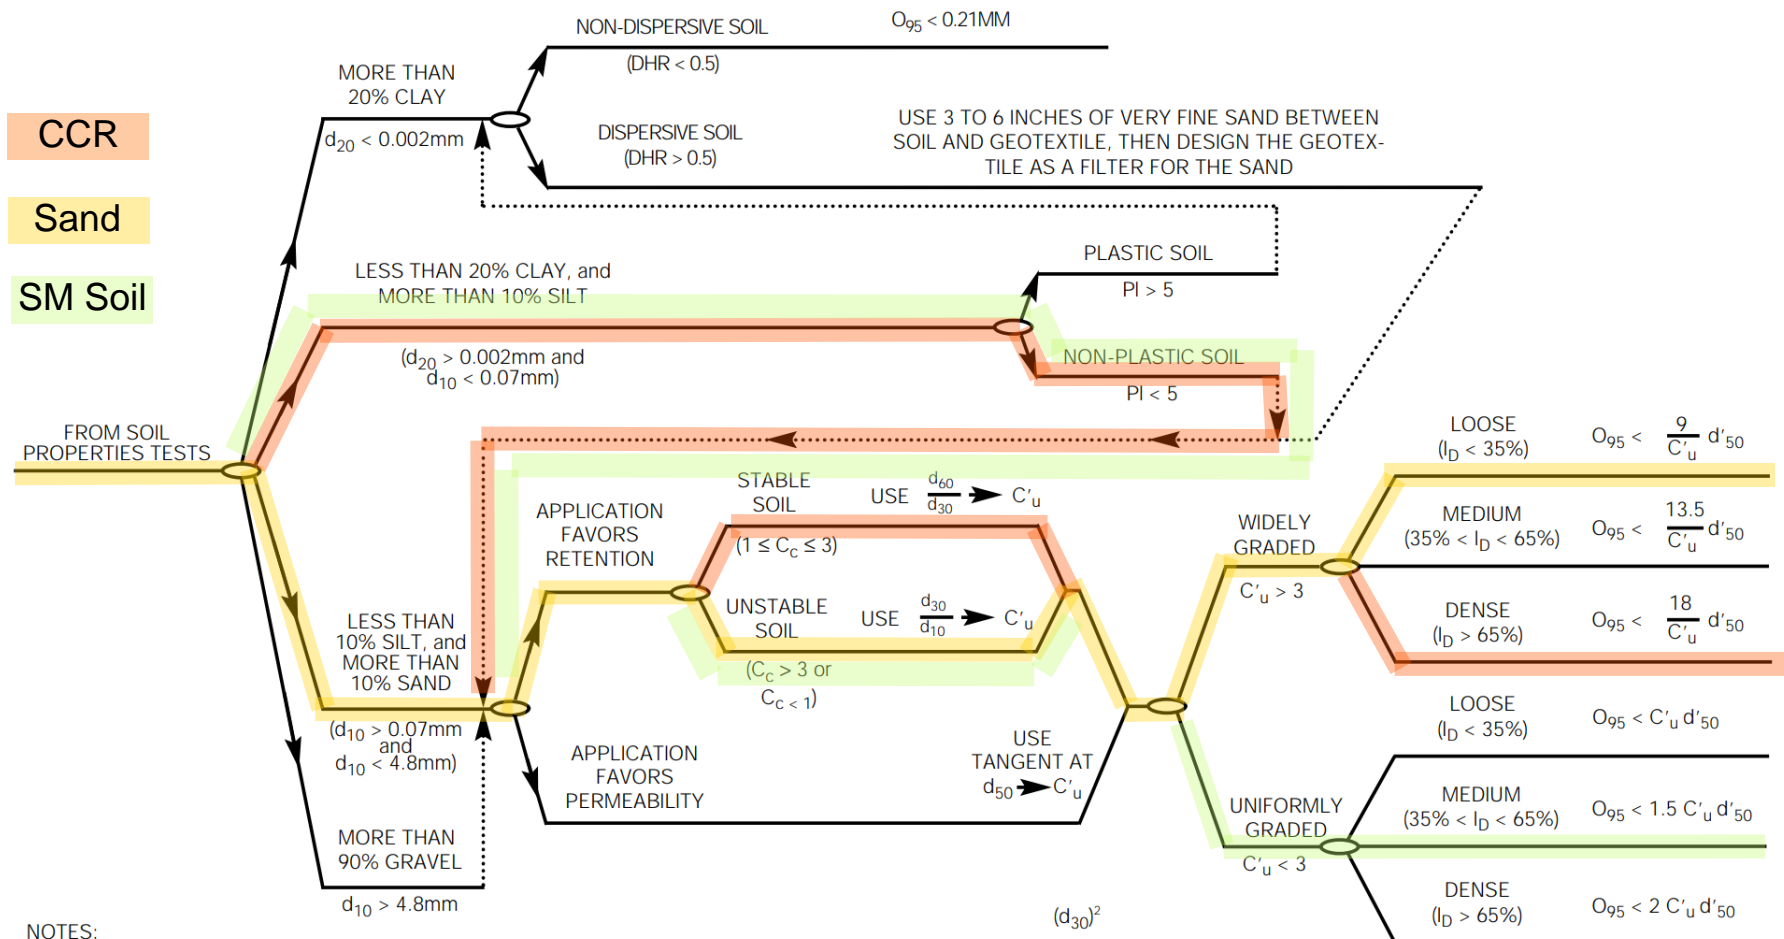 NON-DISPERSIVE SOIL
O95 < 0.21MM
(DHR < 0.5)
MORE THAN
20% CLAY
d20 < 0.002mm
DISPERSIVE SOIL
(DHR > 0.5)
USE 3 TO 6 INCHES OF VERY FINE SAND BETWEEN
SOIL AND GEOTEXTILE, THEN DESIGN THE GEOTEX-
TILE AS A FILTER FOR THE SAND
CCR
Sand
SM Soil
LESS THAN 20% CLAY, and
MORE THAN 10% SILT
(d20 > 0.002mm and
d10 < 0.07mm)
PLASTIC SOIL
PI > 5
NON-PLASTIC SOIL
PI < 5
FROM SOIL
PROPERTIES TESTS
LESS THAN
10% SILT, and
MORE THAN
10% SAND
(d10 > 0.07mm
and
d10 < 4.8mm)
MORE THAN
90% GRAVEL
d10 > 4.8mm
APPLICATION
FAVORS
RETENTION
STABLE
SOIL
USE d60/d30 → C'u
(1 ≤ Cc ≤ 3)
UNSTABLE
SOIL
USE d30/d10 → C'u
(Cc > 3 or
Cc < 1)
APPLICATION
FAVORS
PERMEABILITY
USE
TANGENT AT
d50 → C'u
WIDELY
GRADED
C'u > 3
LOOSE
(ID < 35%)
O95 < 9/C'u d'50
MEDIUM
(35% < ID < 65%)
O95 < 13.5/C'u d'50
DENSE
(ID > 65%)
O95 < 18/C'u d'50
UNIFORMLY
GRADED
C'u < 3
LOOSE
(ID < 35%)
O95 < C'u d'50
MEDIUM
(35% < ID < 65%)
O95 < 1.5 C'u d'50
DENSE
(ID > 65%)
O95 < 2 C'u d'50
(d30)²
NOTES: